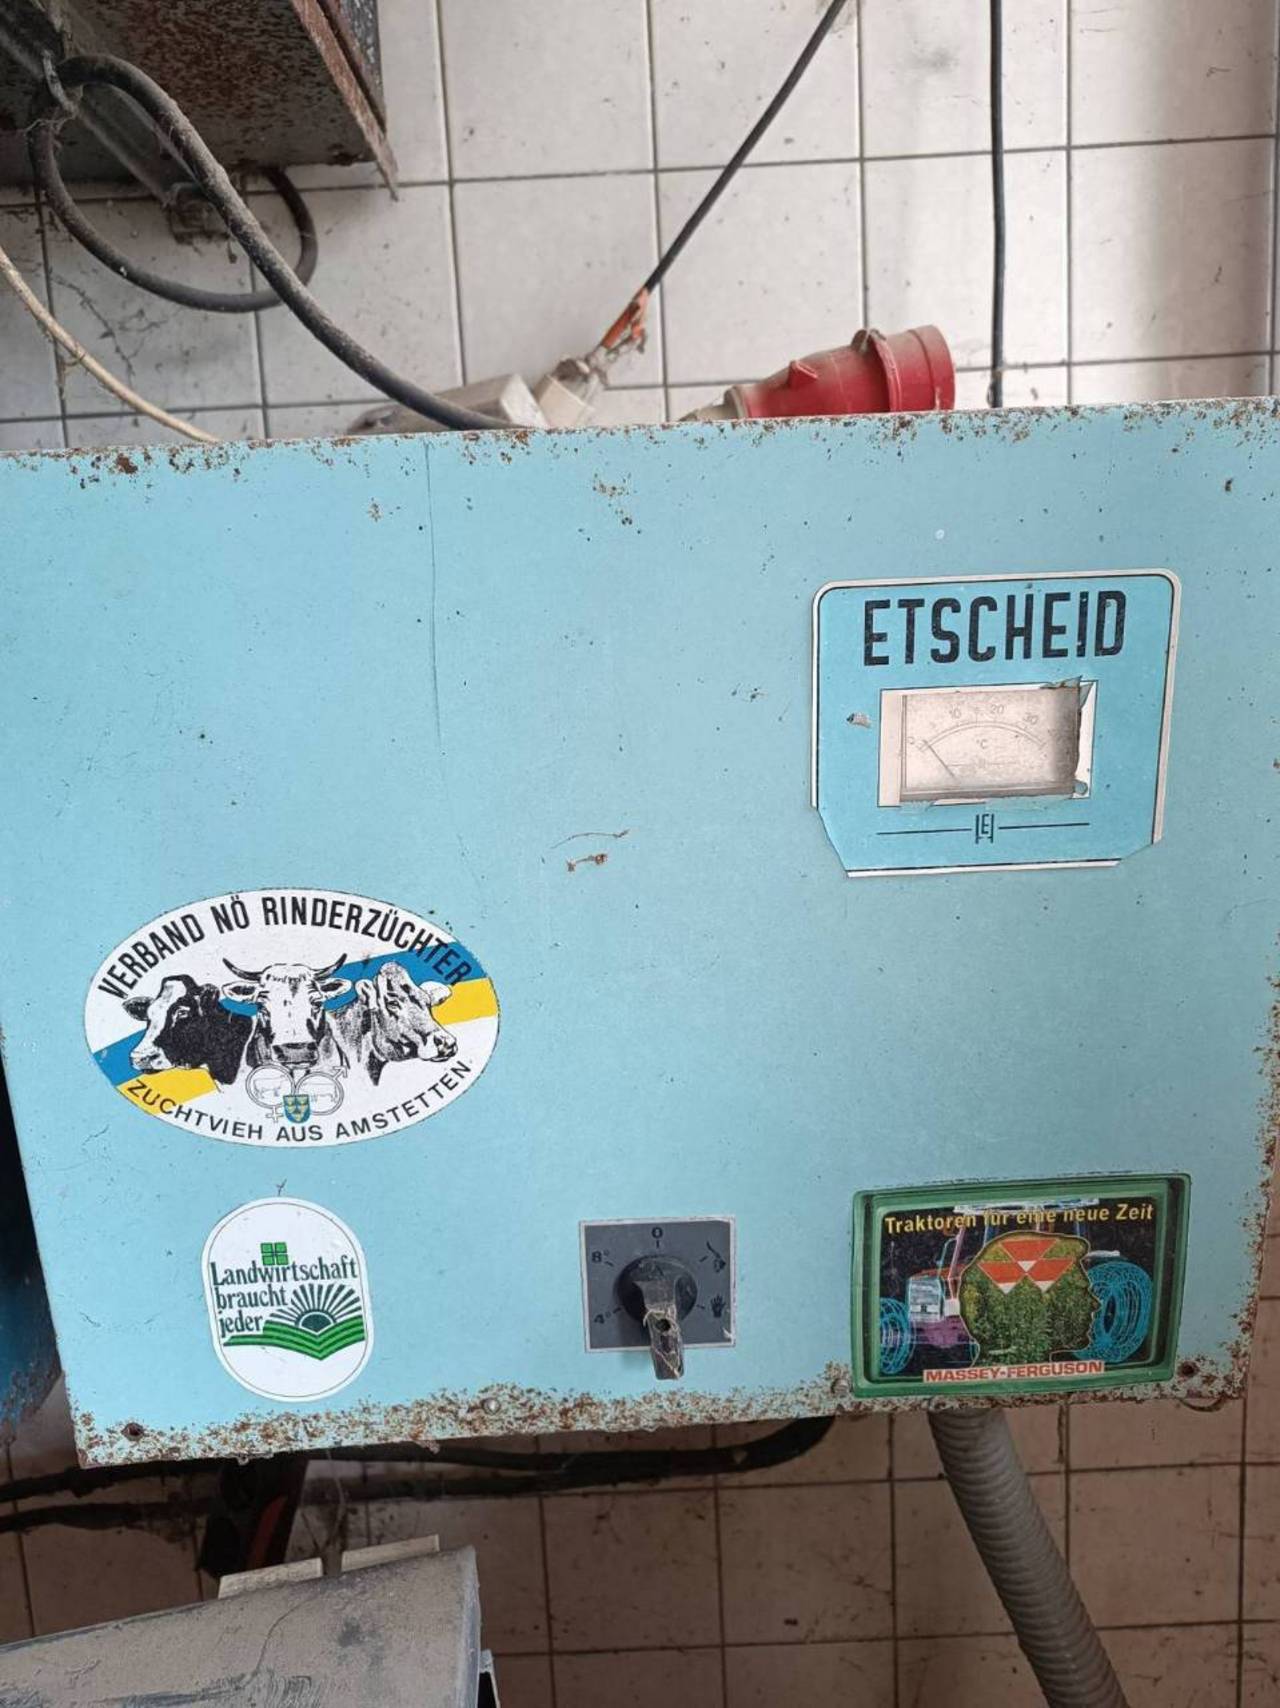 ETSCHEID
10 20 30
°C
E
VERBAND NÖ RINDERZÜCHTER
ZUCHTVIEH AUS AMSTETTEN
Landwirtschaft
braucht
jeder
0
8°
4°
Traktoren für eine neue Zeit
MASSEY-FERGUSON